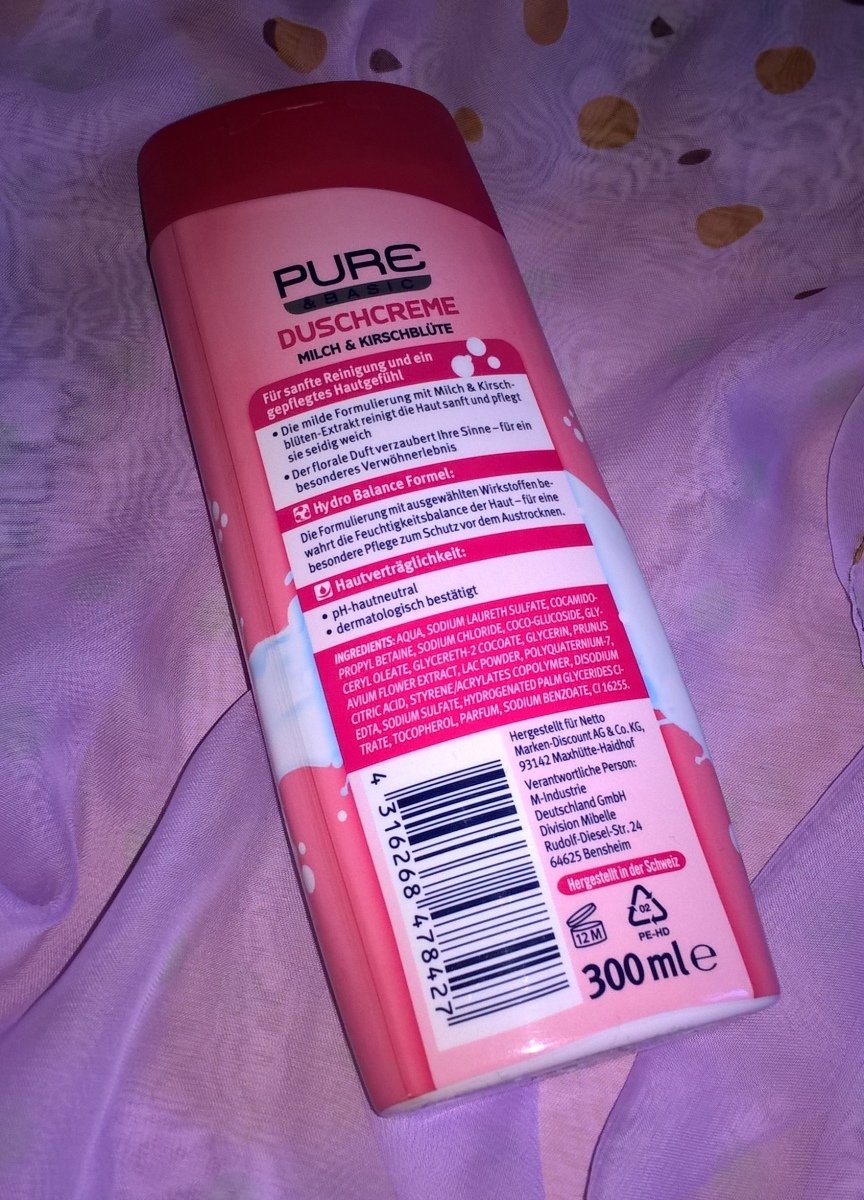 PURE
& BASIC
DUSCHCREME
MILCH & KIRSCHBLÜTE
Für sanfte Reinigung und ein
gepflegtes Hautgefühl
• Die milde Formulierung mit Milch & Kirsch-
blüten-Extrakt reinigt die Haut sanft und pflegt
sie seidig weich
• Der florale Duft verzaubert Ihre Sinne – für ein
besonderes Verwöhnerlebnis
Hydro Balance Formel:
Die Formulierung mit ausgewählten Wirkstoffen be-
wahrt die Feuchtigkeitsbalance der Haut – für eine
besondere Pflege zum Schutz vor dem Austrocknen.
Hautverträglichkeit:
• pH-hautneutral
• dermatologisch bestätigt
INGREDIENTS: AQUA, SODIUM LAURETH SULFATE, COCAMIDO-
PROPYL BETAINE, SODIUM CHLORIDE, COCO-GLUCOSIDE, GLY-
CERYL OLEATE, GLYCERETH-2 COCOATE, GLYCERIN, PRUNUS
AVIUM FLOWER EXTRACT, LAC POWDER, POLYQUATERNIUM-7,
CITRIC ACID, STYRENE/ACRYLATES COPOLYMER, DISODIUM
EDTA, SODIUM SULFATE, HYDROGENATED PALM GLYCERIDES CI-
TRATE, TOCOPHEROL, PARFUM, SODIUM BENZOATE, CI 16255.
4 316268 478427
Hergestellt für Netto
Marken-Discount AG & Co. KG,
93142 Maxhütte-Haidhof
Verantwortliche Person:
M-Industrie
Deutschland GmbH
Division Mibelle
Rudolf-Diesel-Str. 24
64625 Bensheim
Hergestellt in der Schweiz
12 M
02
PE-HD
300 ml e